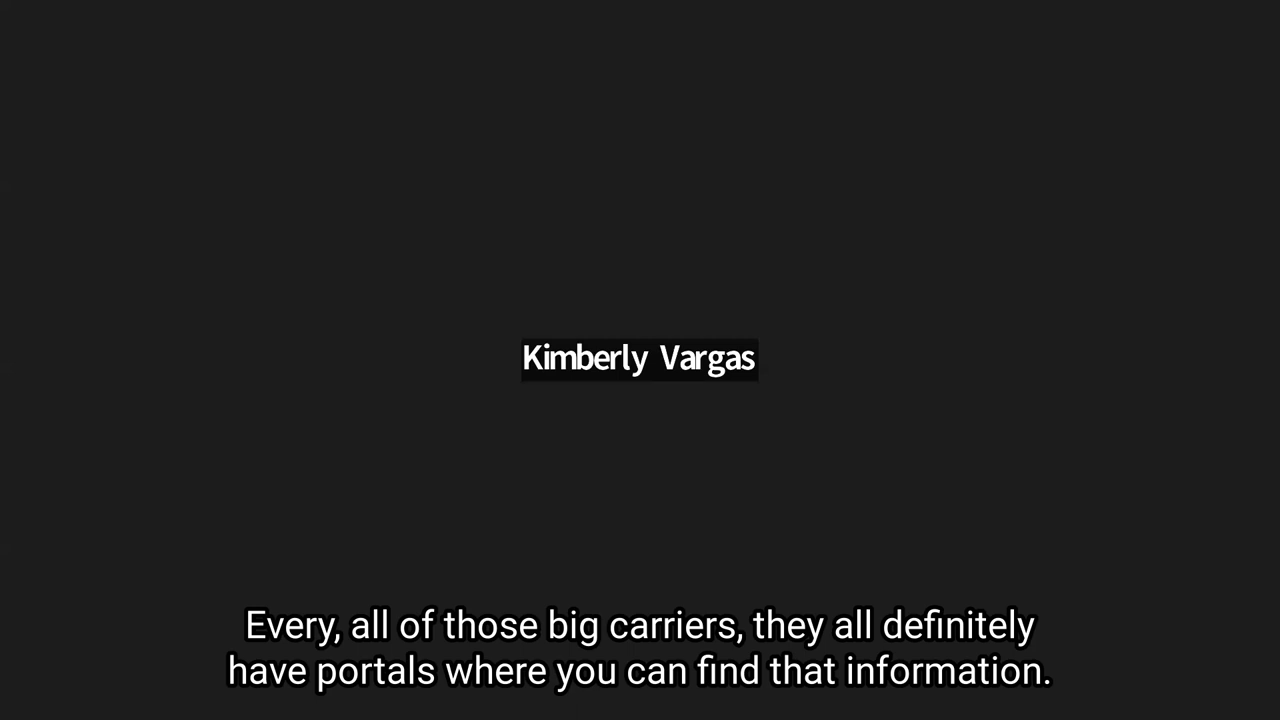 Kimberly Vargas
Every, all of those big carriers, they all definitely
have portals where you can find that information.